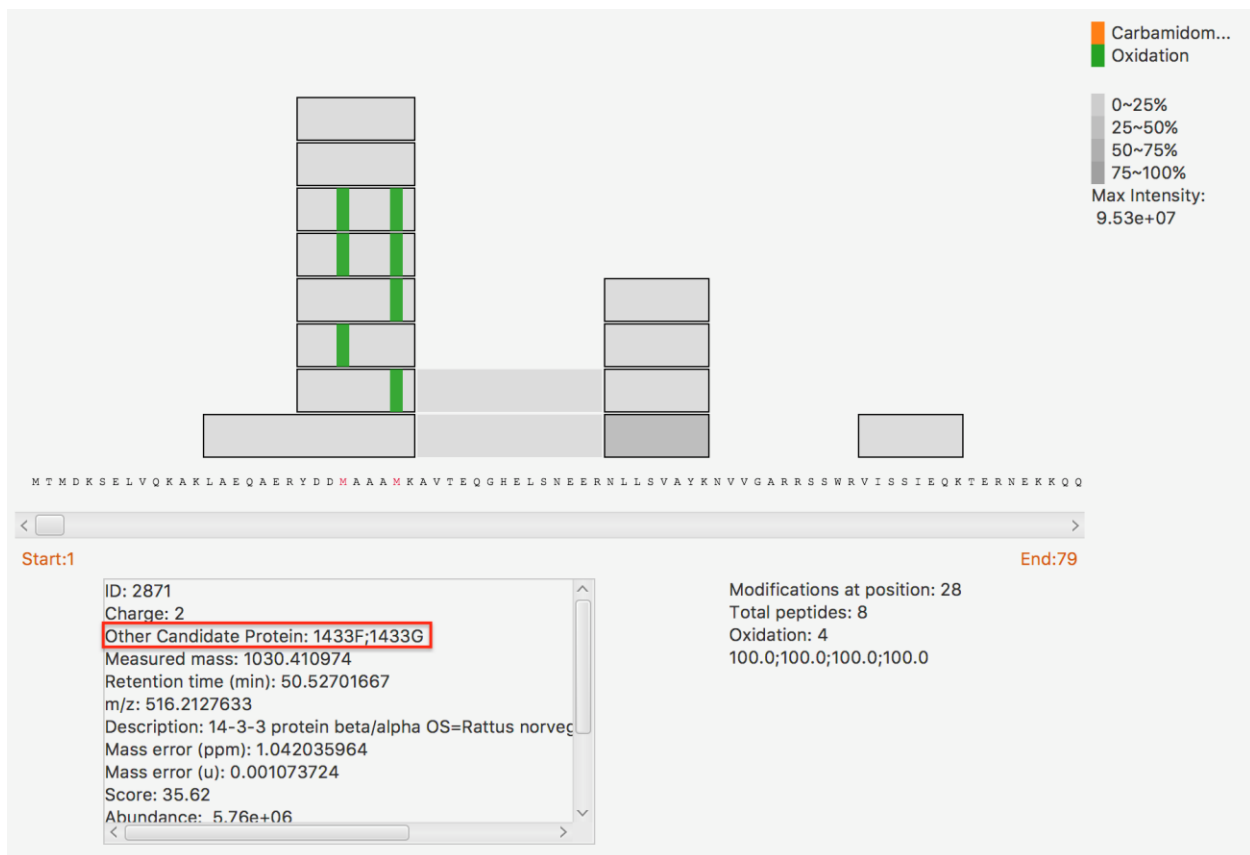 Carbamidom...
Oxidation
0~25%
25~50%
50~75%
75~100%
Max Intensity:
9.53e+07
M T M D K S E L V Q K A K L A E Q A E R Y D D M A A A M K A V T E Q G H E L S N E E R N L L S V A Y K N V V G A R R S S W R V I S S I E Q K T E R N E K K Q Q
< >
Start:1
End:79
ID: 2871
Charge: 2
Other Candidate Protein: 1433F;1433G
Measured mass: 1030.410974
Retention time (min): 50.52701667
m/z: 516.2127633
Description: 14-3-3 protein beta/alpha OS=Rattus norveg
Mass error (ppm): 1.042035964
Mass error (u): 0.001073724
Score: 35.62
Abundance: 5.76e+06
Modifications at position: 28
Total peptides: 8
Oxidation: 4
100.0;100.0;100.0;100.0